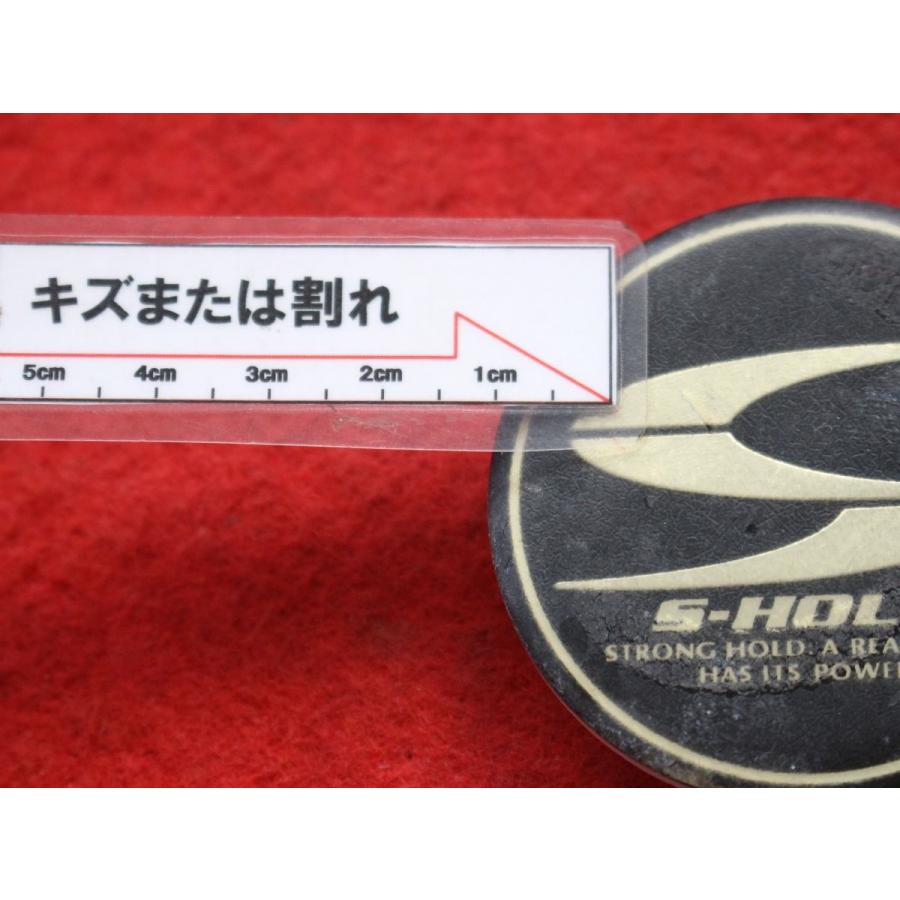 キズまたは割れ
5cm 4cm 3cm 2cm 1cm
S-HOL
STRONG HOLD. A REA
HAS ITS POWE